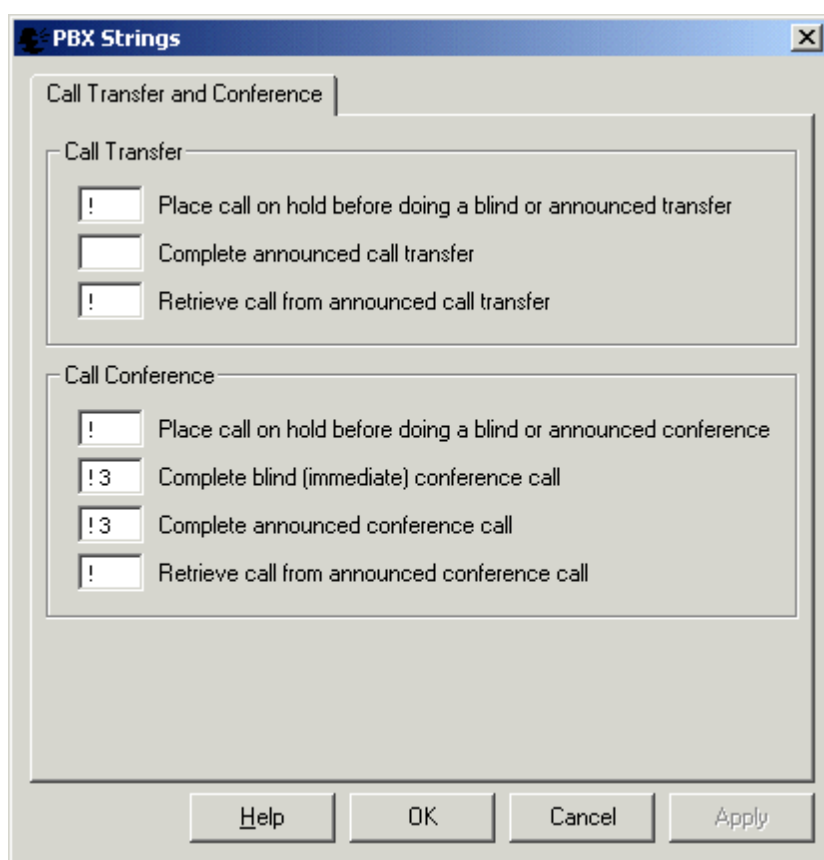 PBX Strings
Call Transfer and Conference
Call Transfer
! Place call on hold before doing a blind or announced transfer
Complete announced call transfer
! Retrieve call from announced call transfer
Call Conference
! Place call on hold before doing a blind or announced conference
!3 Complete blind (immediate) conference call
!3 Complete announced conference call
! Retrieve call from announced conference call
Help OK Cancel Apply